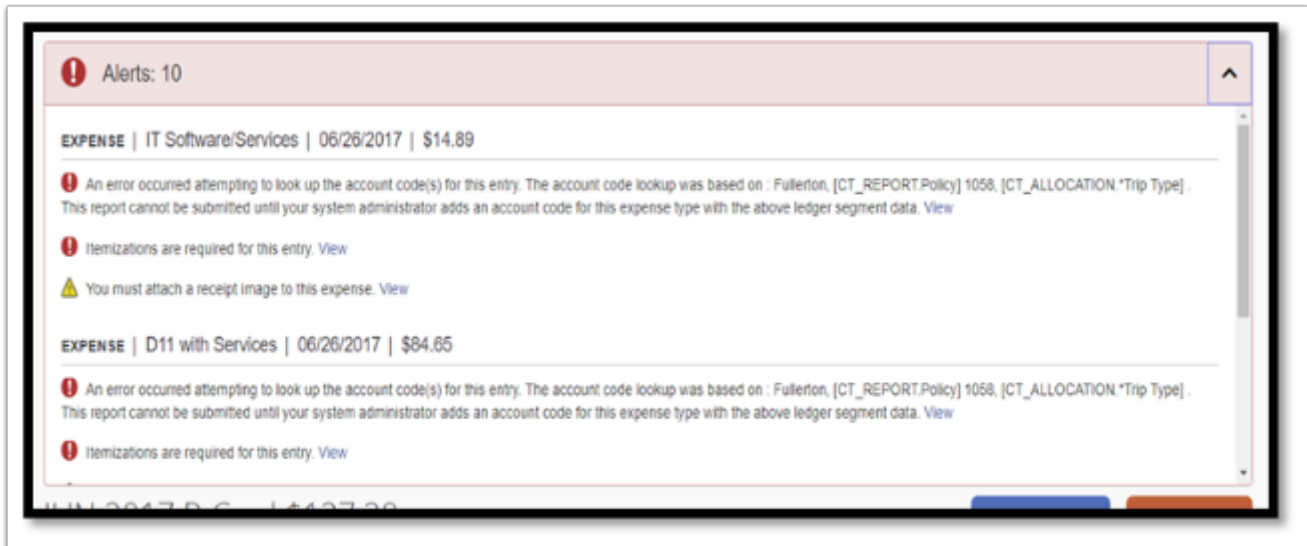 Alerts: 10
EXPENSE | IT Software/Services | 06/26/2017 | $14.89
An error occurred attempting to look up the account code(s) for this entry. The account code lookup was based on : Fullerton, [CT_REPORT.Policy] 1058, [CT_ALLOCATION.*Trip Type] .
This report cannot be submitted until your system administrator adds an account code for this expense type with the above ledger segment data. View
Itemizations are required for this entry. View
You must attach a receipt image to this expense. View
EXPENSE | D11 with Services | 06/26/2017 | $84.65
An error occurred attempting to look up the account code(s) for this entry. The account code lookup was based on : Fullerton, [CT_REPORT.Policy] 1058, [CT_ALLOCATION.*Trip Type] .
This report cannot be submitted until your system administrator adds an account code for this expense type with the above ledger segment data. View
Itemizations are required for this entry. View